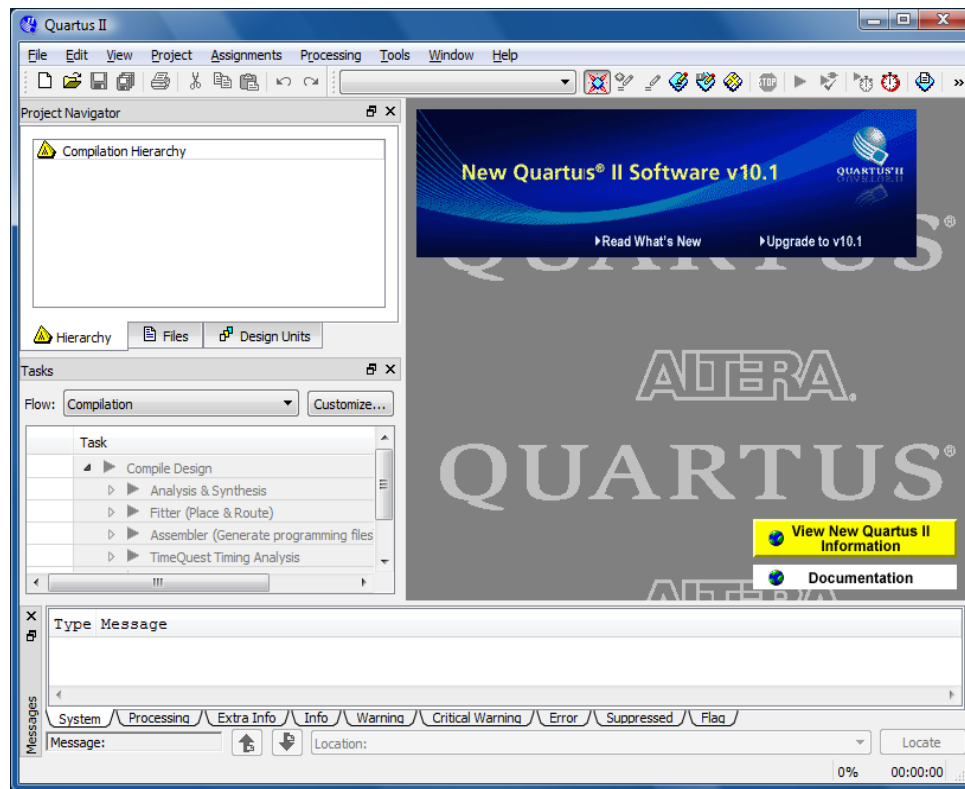 Quartus II
File Edit View Project Assignments Processing Tools Window Help
STOP
Project Navigator
Compilation Hierarchy
Hierarchy Files Design Units
Tasks
Flow: Compilation Customize...
Task
Compile Design
Analysis & Synthesis
Fitter (Place & Route)
Assembler (Generate programming files
TimeQuest Timing Analysis
New Quartus® II Software v10.1
QUARTUS II
Read What's New Upgrade to v10.1
QUARTUS®
ALTERA.
QUARTUS®
View New Quartus II
Information
Documentation
ALTERA
Messages
Type Message
System Processing Extra Info Info Warning Critical Warning Error Suppressed Flag
Message: Location: Locate
0% 00:00:00